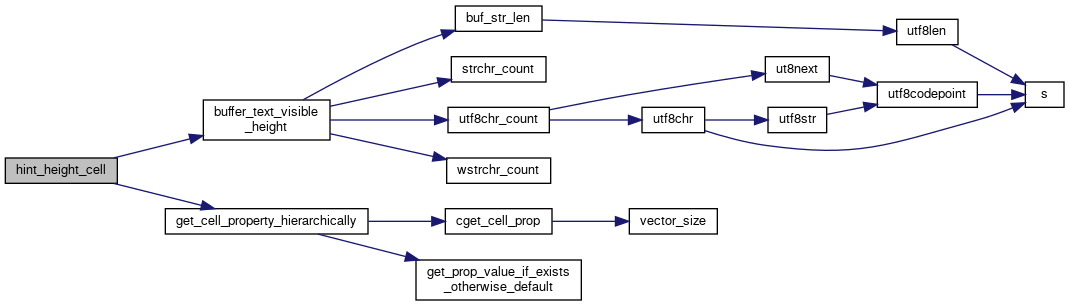 hint_height_cell
buffer_text_visible
_height
get_cell_property_hierarchically
buf_str_len
strchr_count
utf8chr_count
wstrchr_count
cget_cell_prop
get_prop_value_if_exists
_otherwise_default
utf8chr
vector_size
ut8next
utf8str
utf8len
utf8codepoint
s